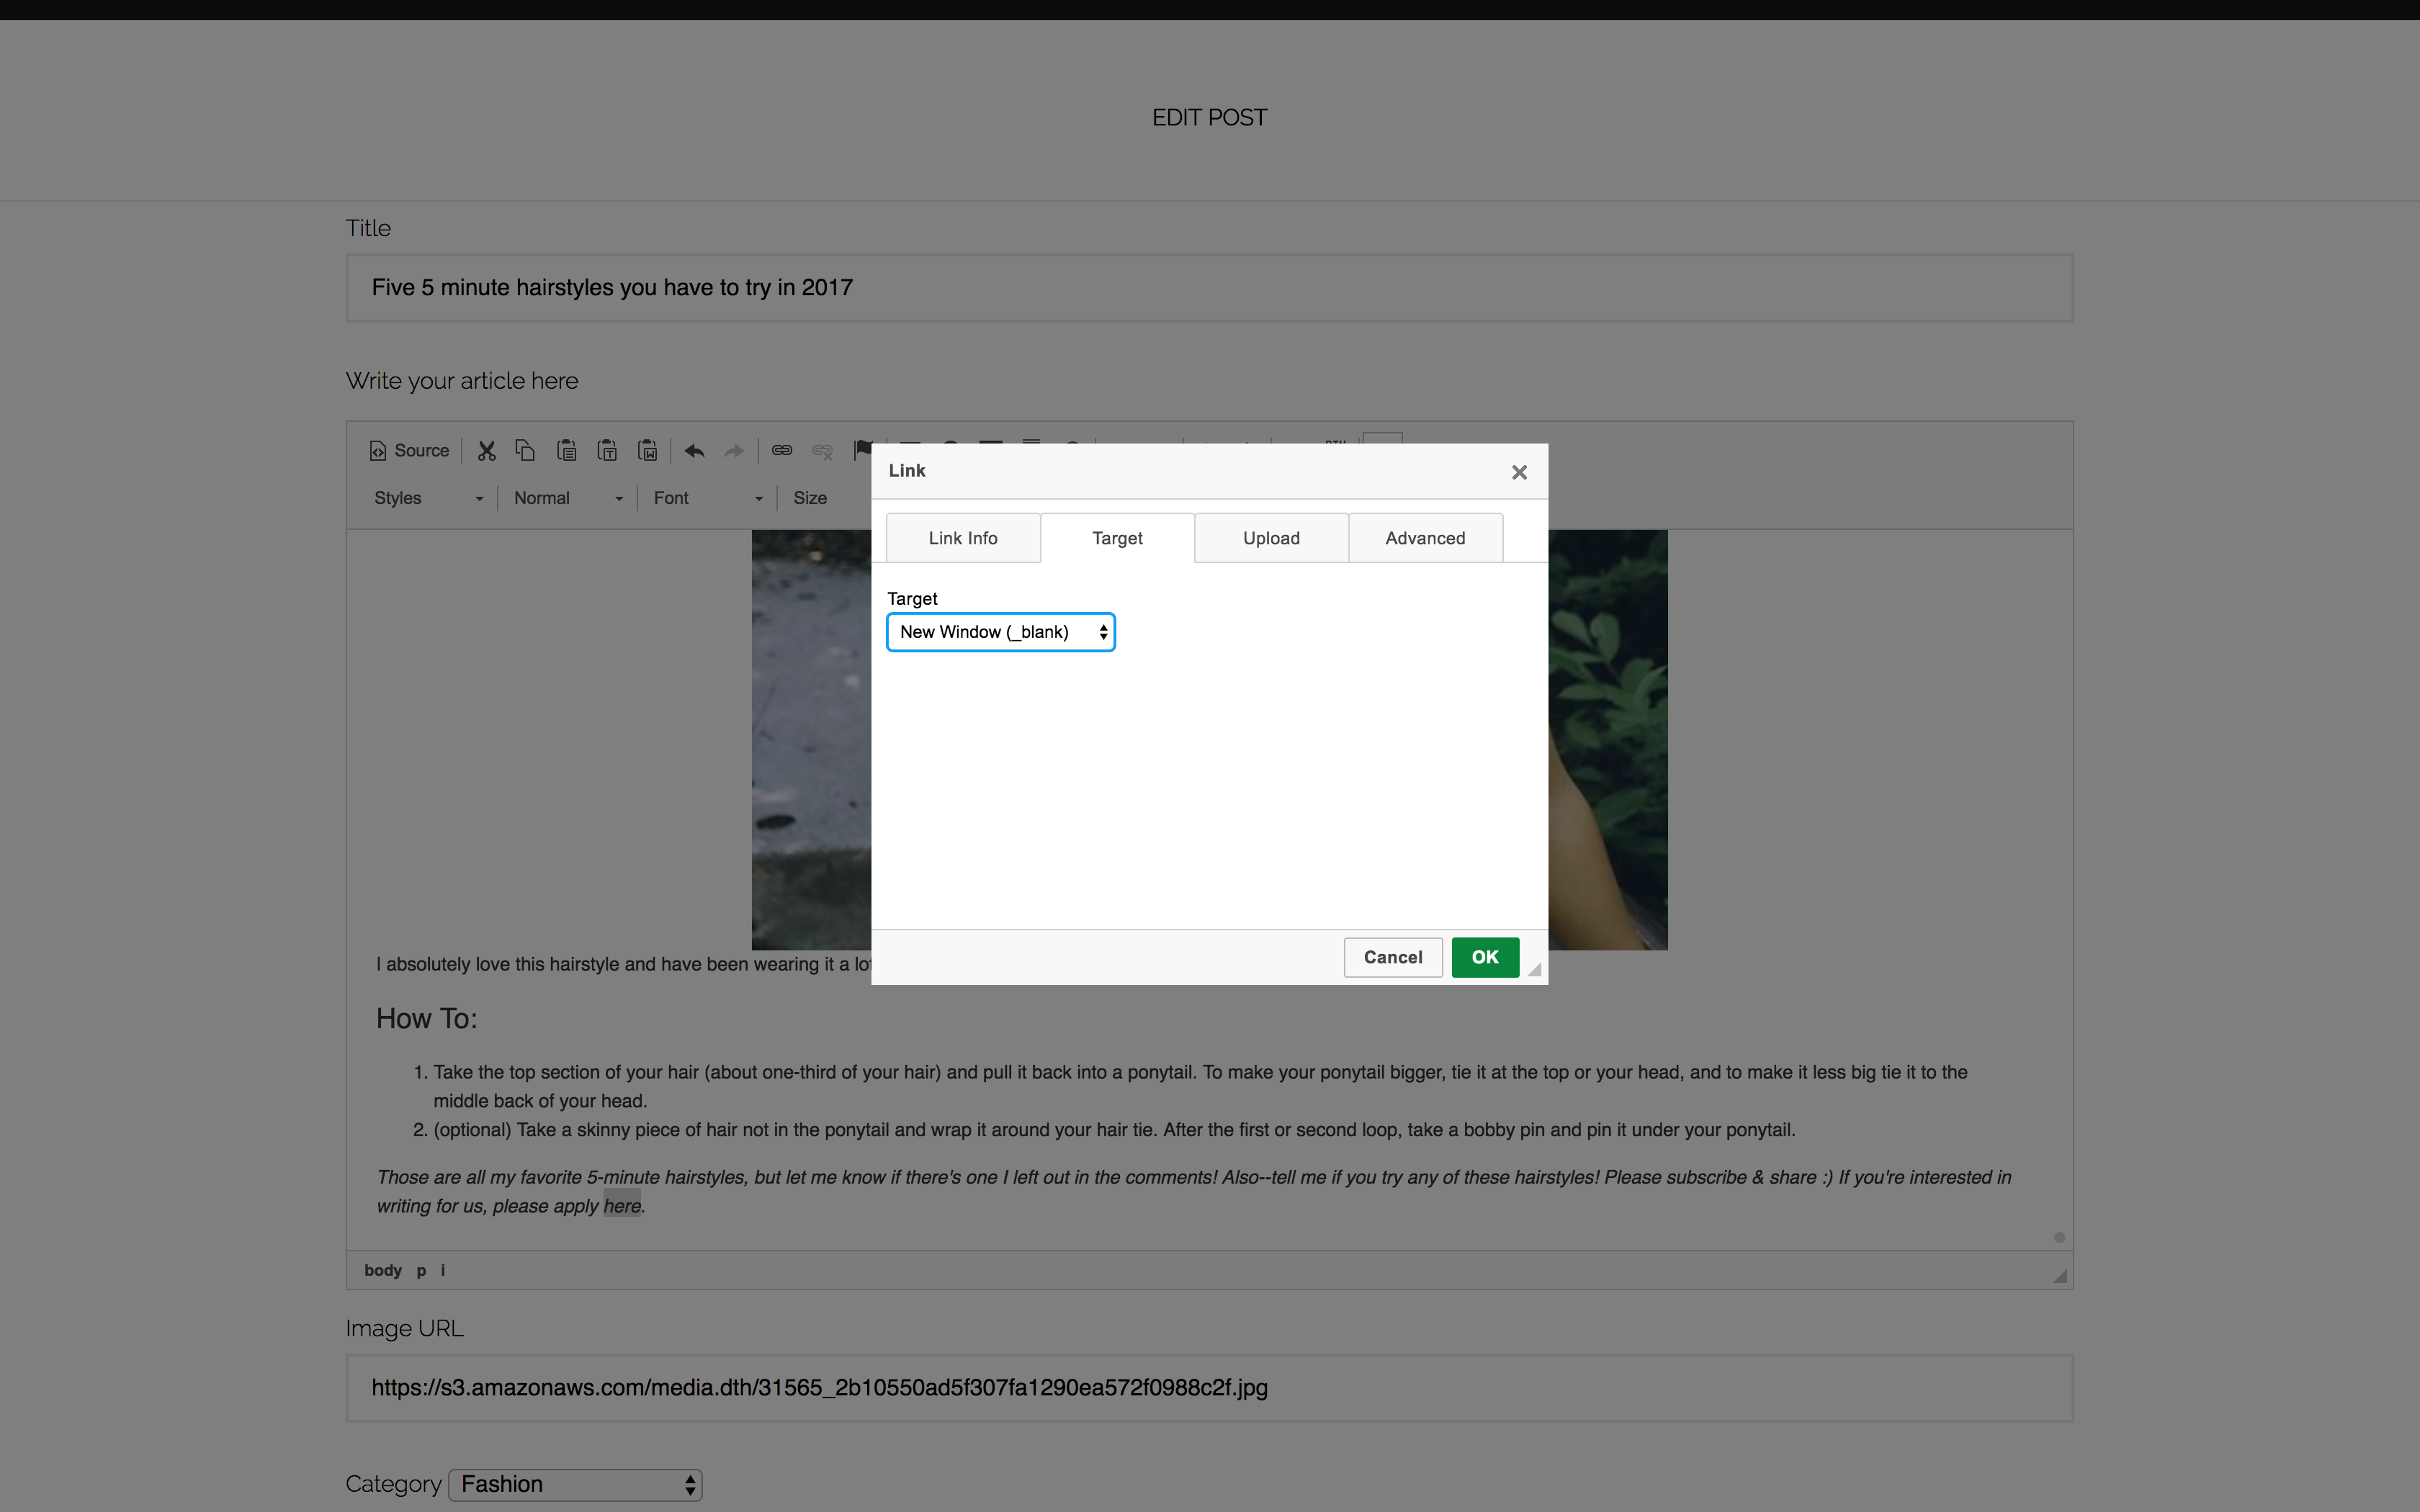 EDIT POST
Title
Five 5 minute hairstyles you have to try in 2017
Write your article here
Source
Styles Normal Font Size
Link
Link Info Target Upload Advanced
Target
New Window (_blank)
Cancel OK
I absolutely love this hairstyle and have been wearing it a lot
How To:
1. Take the top section of your hair (about one-third of your hair) and pull it back into a ponytail. To make your ponytail bigger, tie it at the top or your head, and to make it less big tie it to the
middle back of your head.
2. (optional) Take a skinny piece of hair not in the ponytail and wrap it around your hair tie. After the first or second loop, take a bobby pin and pin it under your ponytail.
Those are all my favorite 5-minute hairstyles, but let me know if there's one I left out in the comments! Also--tell me if you try any of these hairstyles! Please subscribe & share :) If you're interested in
writing for us, please apply here.
body p i
Image URL
https://s3.amazonaws.com/media.dth/31565_2b10550ad5f307fa1290ea572f0988c2f.jpg
Category Fashion